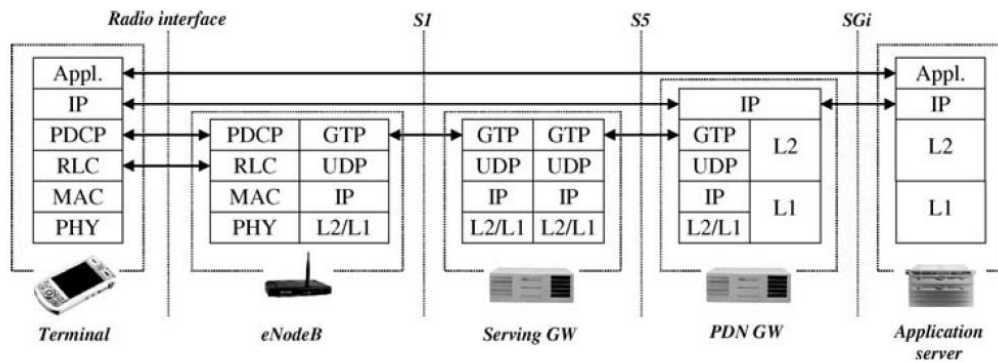 Radio interface S1 S5 SGi
Appl. Appl.
IP IP IP
PDCP PDCP GTP GTP GTP GTP L2 L2
RLC RLC UDP UDP UDP UDP
MAC MAC IP IP IP IP L1 L1
PHY PHY L2/L1 L2/L1 L2/L1 L2/L1
Terminal eNodeB Serving GW PDN GW Application
server